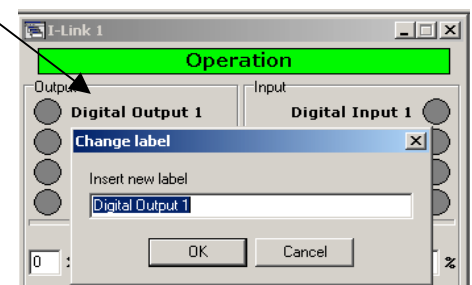 I-Link 1
Operation
Output Input
Digital Output 1 Digital Input 1
Change label
Insert new label
Digital Output 1
OK Cancel
0 %